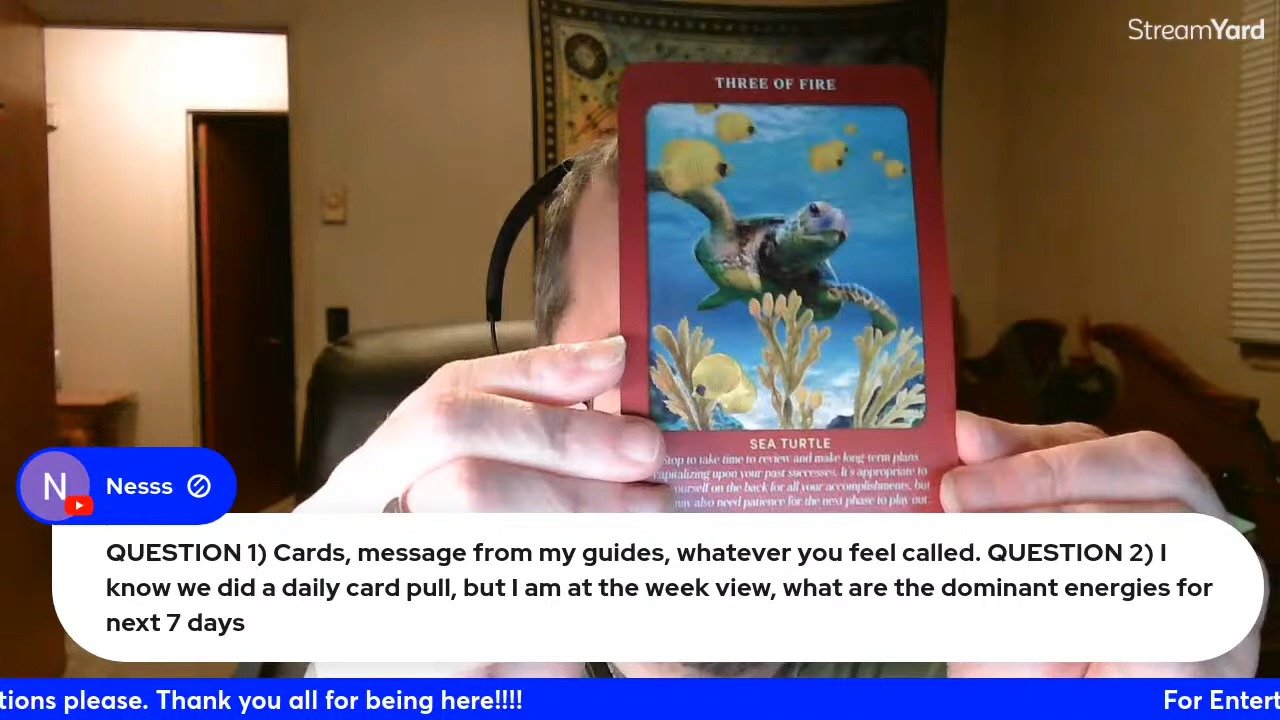 StreamYard
THREE OF FIRE
SEA TURTLE
Stop to take time to review and make long-term plans
capitalizing upon your past successes. It's appropriate to
yourself on the back for all your accomplishments, but
may also need patience for the next phase to play out.
N
Nesss
QUESTION 1) Cards, message from my guides, whatever you feel called. QUESTION 2) I
know we did a daily card pull, but I am at the week view, what are the dominant energies for
next 7 days
tions please. Thank you all for being here!!!!
For Entert